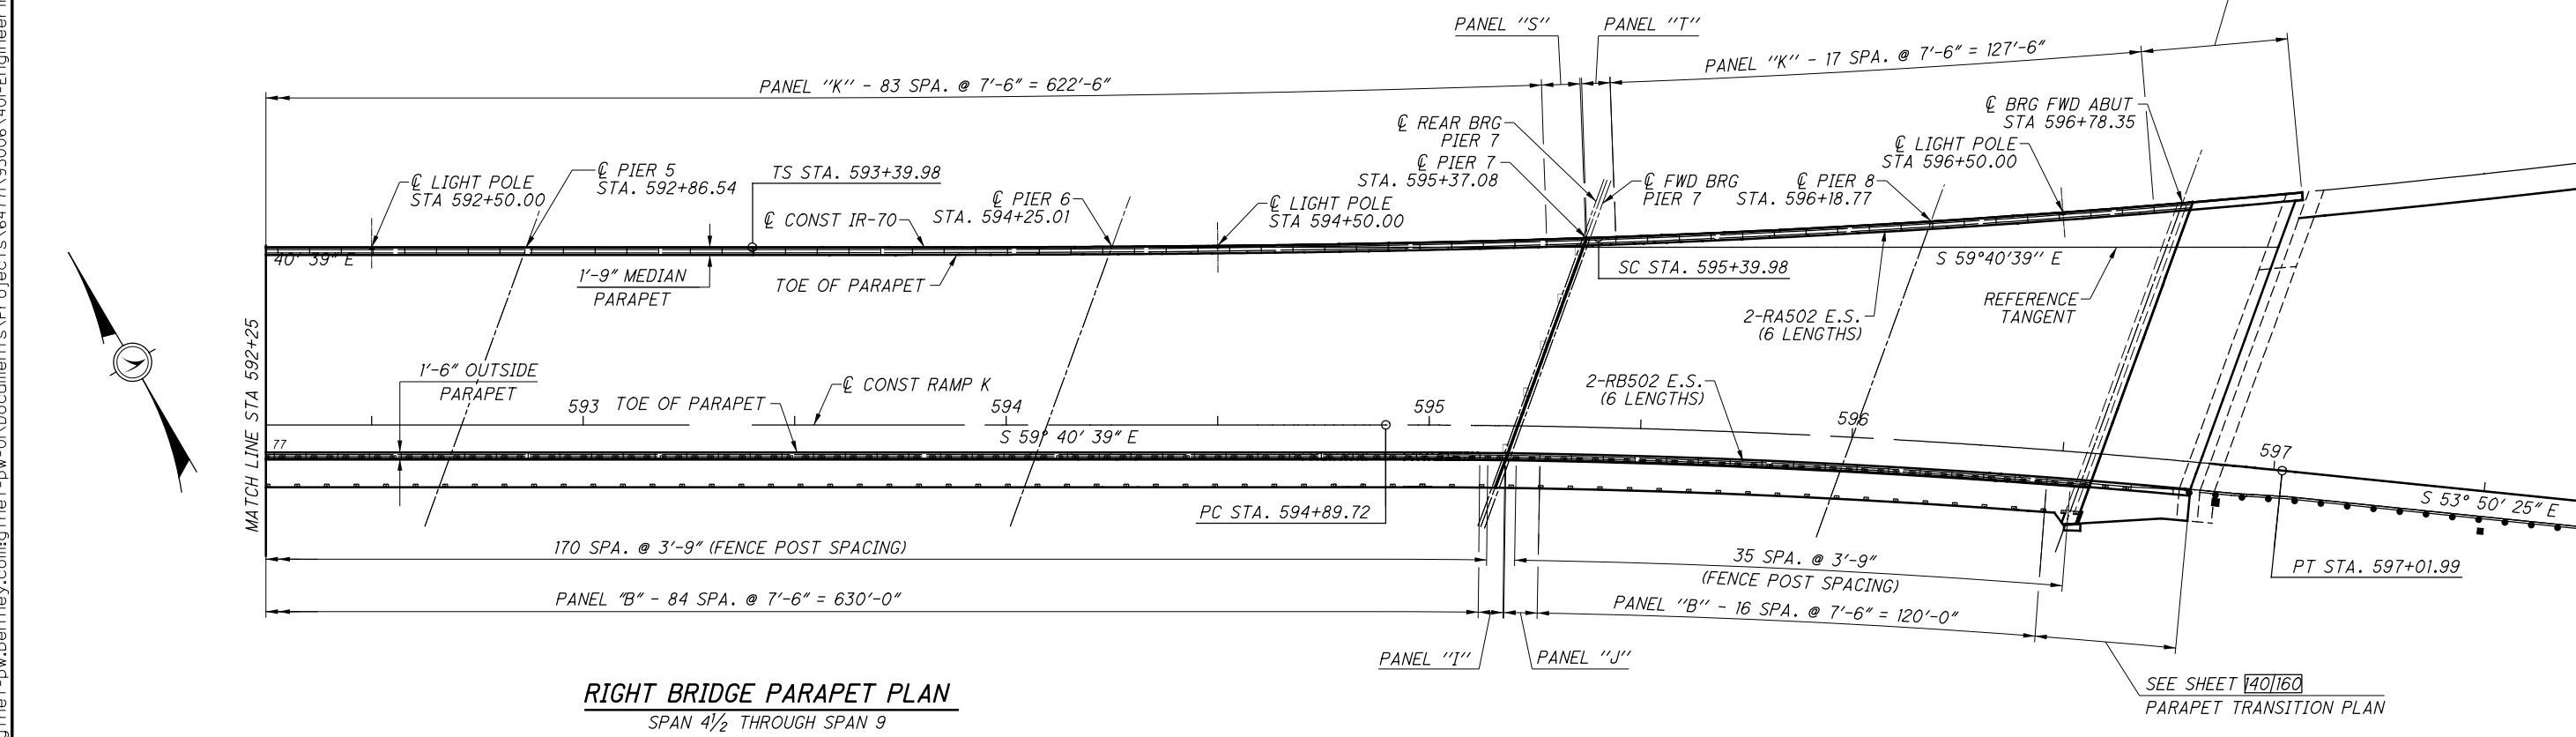 PANEL "S"
PANEL "T"
PANEL "K" - 83 SPA. @ 7'-6" = 622'-6"
PANEL "K" - 17 SPA. @ 7'-6" = 127'-6"
℄ REAR BRG
PIER 7
℄ BRG FWD ABUT
STA 596+78.35
℄ LIGHT POLE
STA 592+50.00
℄ PIER 5
STA. 592+86.54
TS STA. 593+39.98
℄ CONST IR-70
℄ PIER 6
STA. 594+25.01
℄ LIGHT POLE
STA 594+50.00
℄ PIER 7
STA. 595+37.08
℄ FWD BRG
PIER 7
℄ PIER 8
STA. 596+18.77
℄ LIGHT POLE
STA 596+50.00
40' 39" E
1'-9" MEDIAN
PARAPET
TOE OF PARAPET
SC STA. 595+39.98
S 59°40'39" E
REFERENCE
TANGENT
2-RA502 E.S.
(6 LENGTHS)
MATCH LINE STA 592+25
1'-6" OUTSIDE
PARAPET
℄ CONST RAMP K
2-RB502 E.S.
(6 LENGTHS)
593
TOE OF PARAPET
594
595
596
597
77
S 59° 40' 39" E
S 53° 50' 25" E
PC STA. 594+89.72
PT STA. 597+01.99
170 SPA. @ 3'-9" (FENCE POST SPACING)
35 SPA. @ 3'-9"
(FENCE POST SPACING)
PANEL "B" - 84 SPA. @ 7'-6" = 630'-0"
PANEL "B" - 16 SPA. @ 7'-6" = 120'-0"
PANEL "I"
PANEL "J"
SEE SHEET 140/160
PARAPET TRANSITION PLAN
RIGHT BRIDGE PARAPET PLAN
SPAN 4½ THROUGH SPAN 9